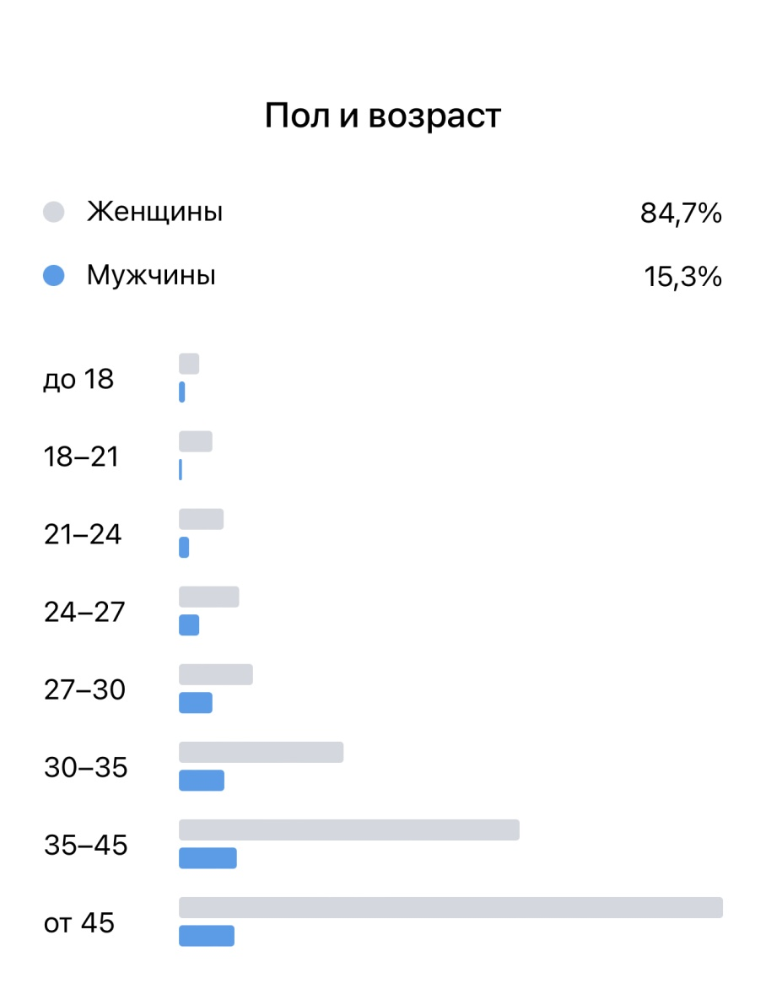 Пол и возраст
Женщины 84,7%
Мужчины 15,3%
до 18
18–21
21–24
24–27
27–30
30–35
35–45
от 45